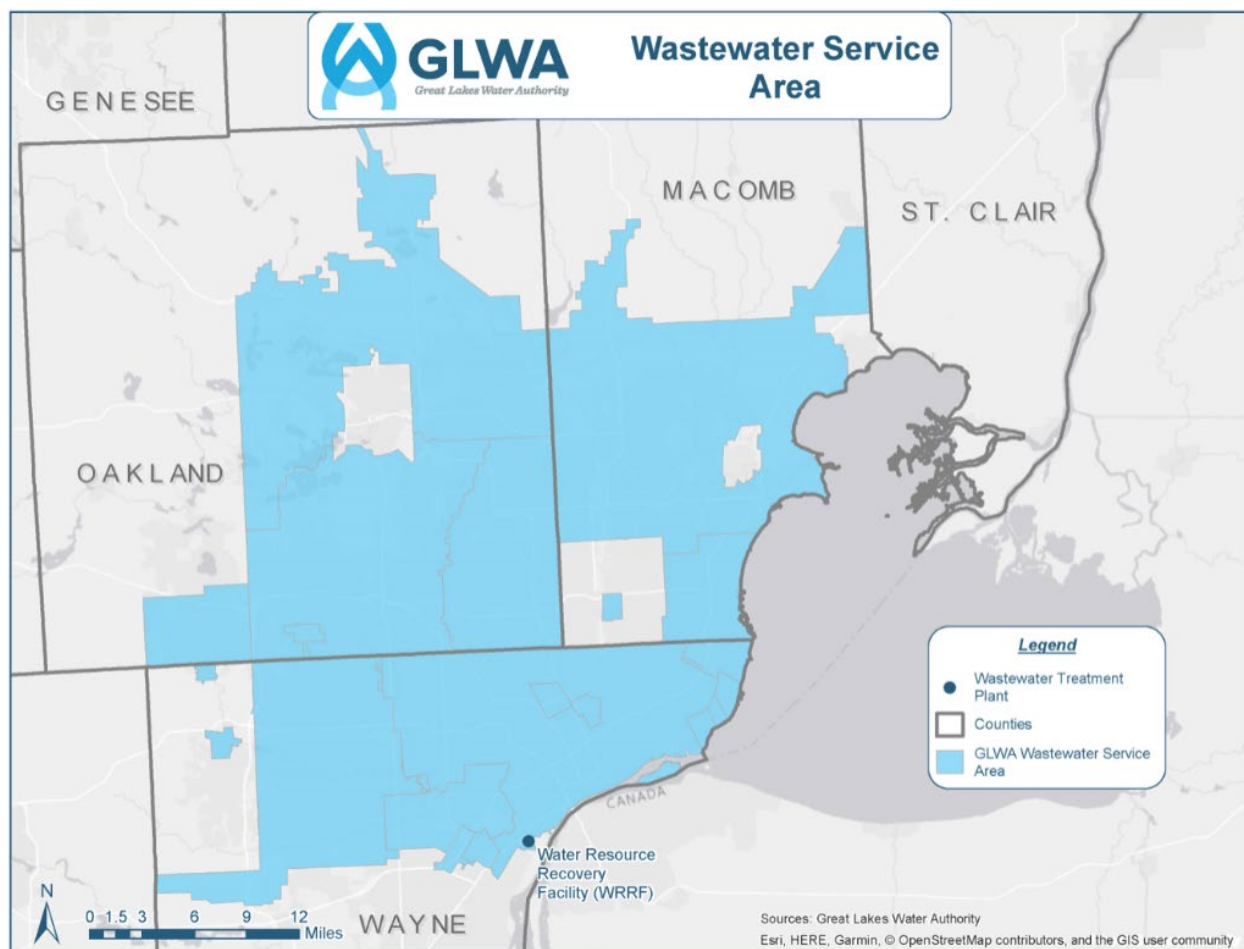 GLWA
Great Lakes Water Authority
Wastewater Service
Area
GENESEE
MACOMB
ST. CLAIR
OAKLAND
Legend
Wastewater Treatment
Plant
Counties
GLWA Wastewater Service
Area
CANADA
Water Resource
Recovery
Facility (WRRF)
N
0 1.5 3 6 9 12
Miles
WAYNE
Sources: Great Lakes Water Authority
Esri, HERE, Garmin, © OpenStreetMap contributors, and the GIS user community